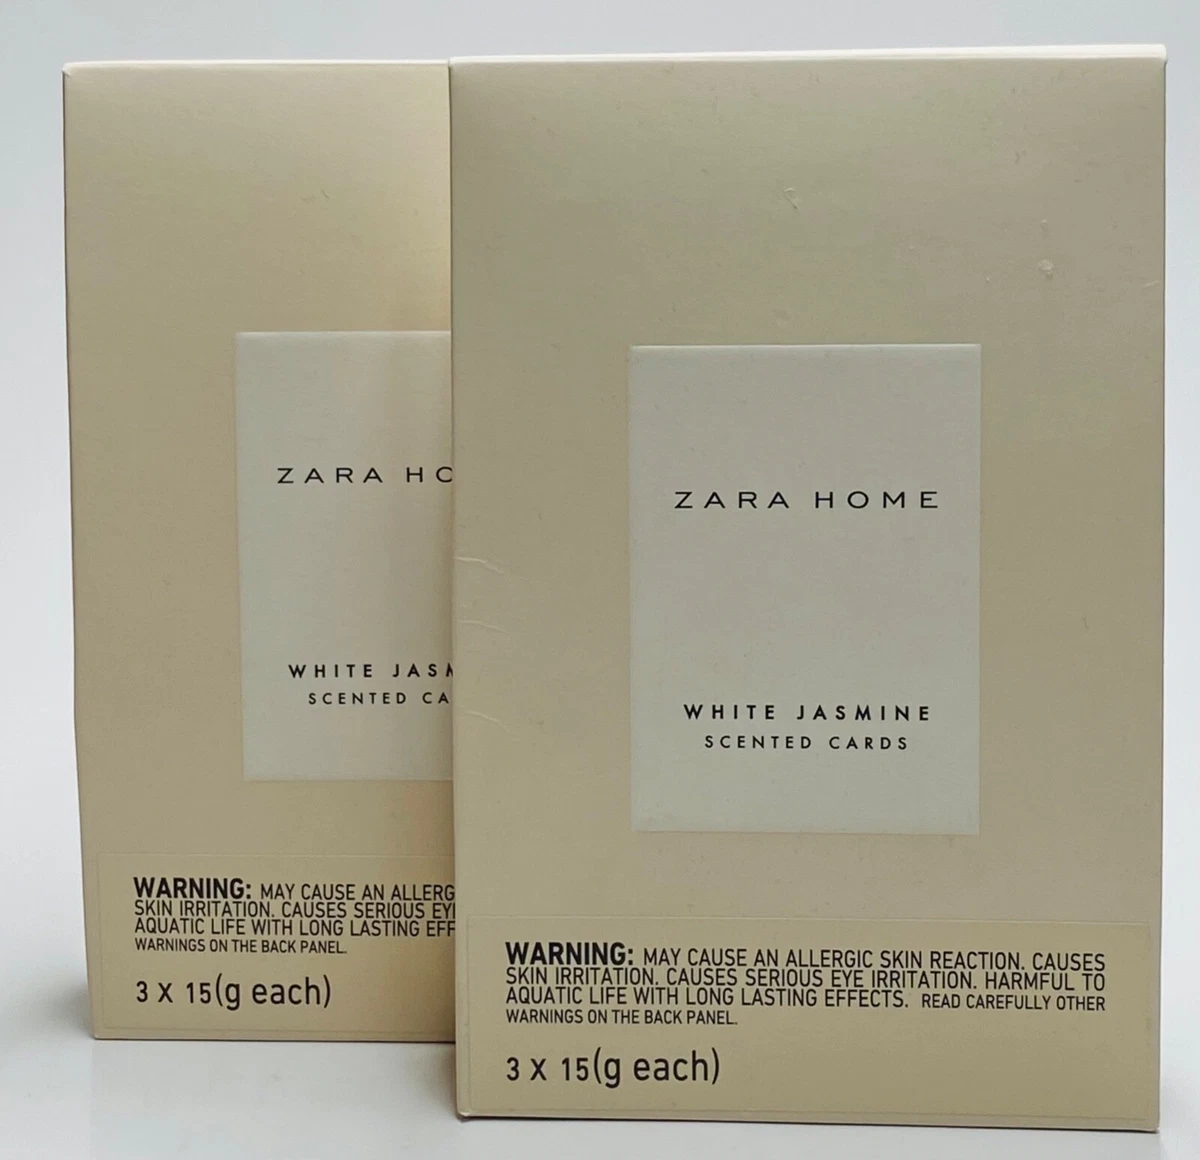 ZARA HO
WHITE JASM
SCENTED CA
WARNING: MAY CAUSE AN ALLERG
SKIN IRRITATION. CAUSES SERIOUS EYE
AQUATIC LIFE WITH LONG LASTING EFF
WARNINGS ON THE BACK PANEL.
3 X 15(g each)
ZARA HOME
WHITE JASMINE
SCENTED CARDS
WARNING: MAY CAUSE AN ALLERGIC SKIN REACTION. CAUSES
SKIN IRRITATION. CAUSES SERIOUS EYE IRRITATION. HARMFUL TO
AQUATIC LIFE WITH LONG LASTING EFFECTS. READ CAREFULLY OTHER
WARNINGS ON THE BACK PANEL.
3 X 15(g each)